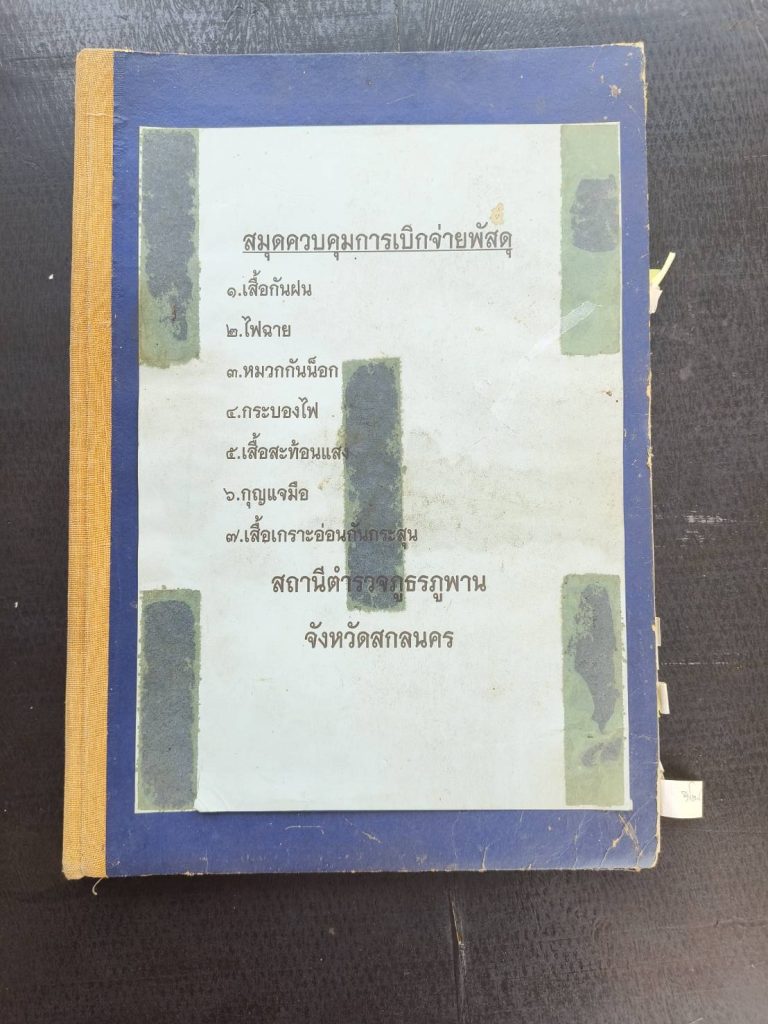 สมุดควบคุมการเบิกจ่ายพัสดุ
๑.เสื้อกันฝน
๒.ไฟฉาย
๓.หมวกกันน็อก
๔.กระบองไฟ
๕.เสื้อสะท้อนแสง
๖.กุญแจมือ
๗.เสื้อเกราะอ่อนกันกระสุน
สถานีตำรวจภูธรภูพาน
จังหวัดสกลนคร